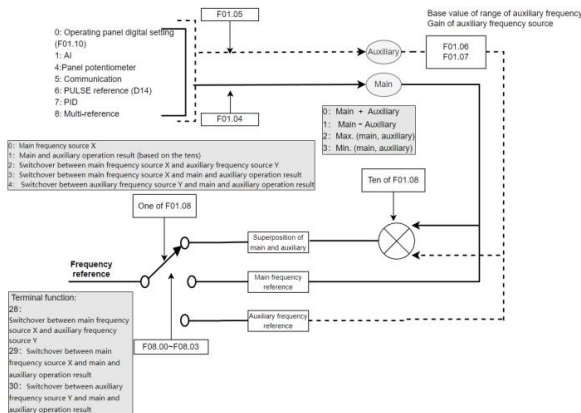 F01.05
Base value of range of auxiliary frequency
Gain of auxiliary frequency source
0: Operating panel digital setting
(F01.10)
1: AI
4:Panel potentiometer
5: Communication
6: PULSE reference (D14)
7: PID
8: Multi-reference
Auxiliary
F01.06
F01.07
Main
F01.04
0: Main + Auxiliary
1: Main - Auxiliary
2: Max. (main, auxiliary)
3: Min. (main, auxiliary)
0: Main frequency source X
1: Main and auxiliary operation result (based on the tens)
2: Switchover between main frequency source X and auxiliary frequency source Y
3: Switchover between main frequency source X and main and auxiliary operation result
4: Switchover between auxiliary frequency source Y and main and auxiliary operation result
Ten of F01.08
One of F01.08
Superposition of
main and auxiliary
Frequency
reference
Main frequency
reference
Auxiliary frequency
reference
Terminal function:
28:
Switchover between main frequency
source X and auxiliary frequency
source Y
29: Switchover between main
frequency source X and main and
auxiliary operation result
30: Switchover between auxiliary
frequency source Y and main and
auxiliary operation result
F08.00~F08.03